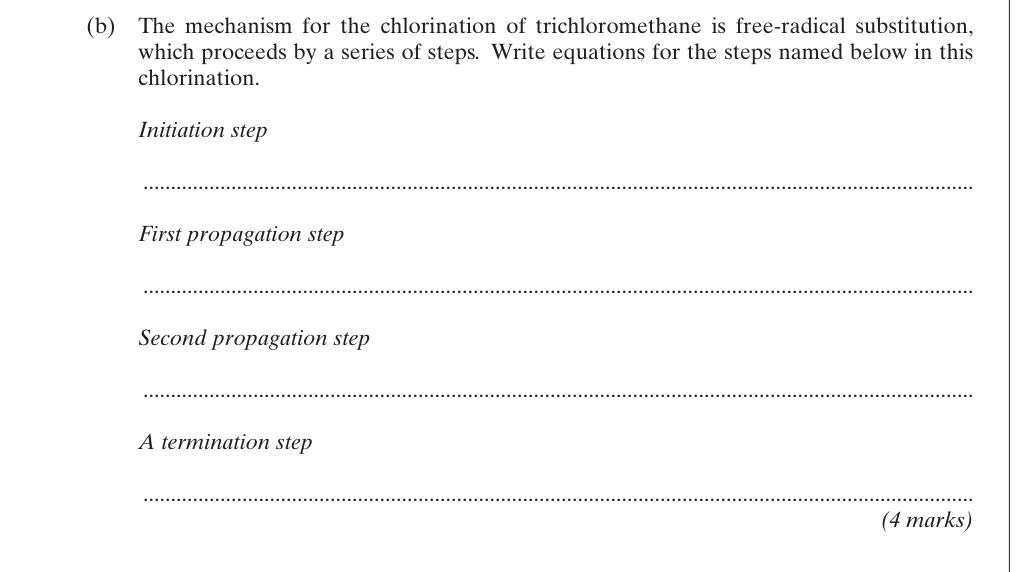 (b) The mechanism for the chlorination of trichloromethane is free-radical substitution,
which proceeds by a series of steps. Write equations for the steps named below in this
chlorination.
Initiation step
First propagation step
Second propagation step
A termination step
(4 marks)